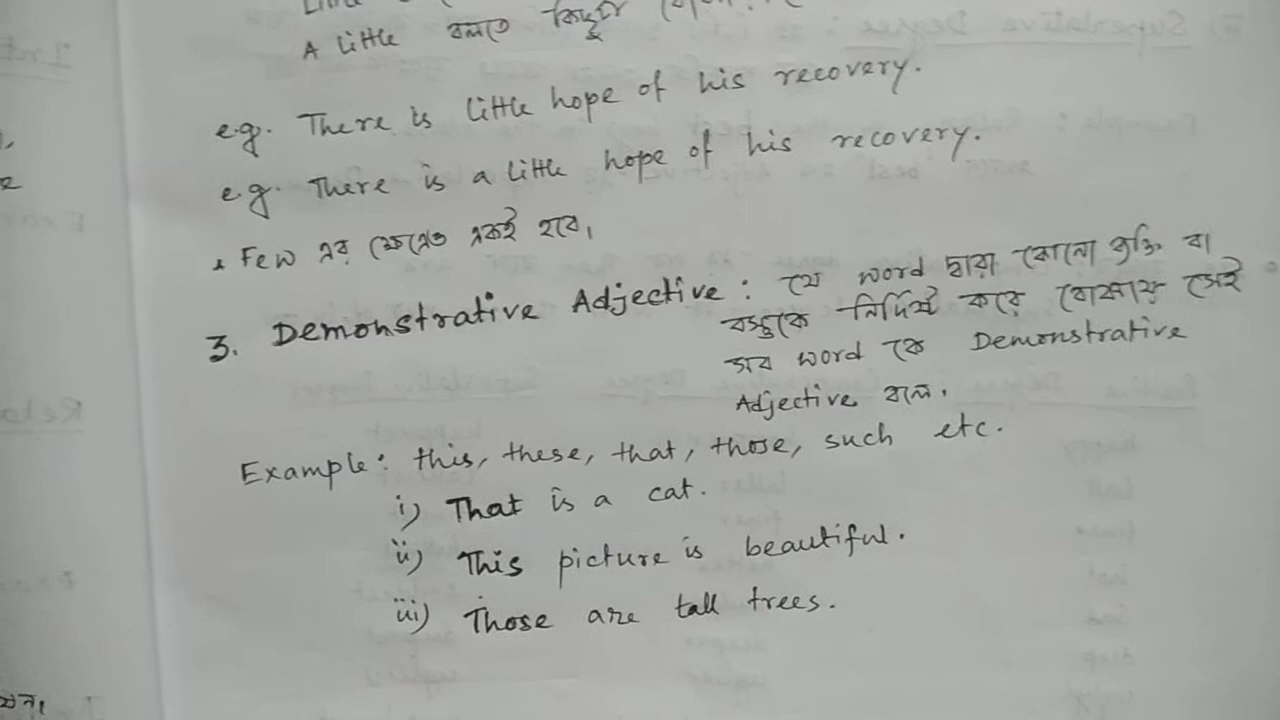 A little বলতে কিছুটা
e.g. There is little hope of his recovery.
e.g. There is a little hope of his recovery.
* Few এর ক্ষেত্রেও একই হবে।
3. Demonstrative Adjective : যে word দ্বারা কোনো ব্যক্তি বা
বস্তুকে নির্দিষ্ট করে বোঝায় সেই
সব word কে Demonstrative
Adjective বলে.
Example: this, these, that, those, such etc.
i) That is a cat.
ii) This picture is beautiful.
iii) Those are tall trees.